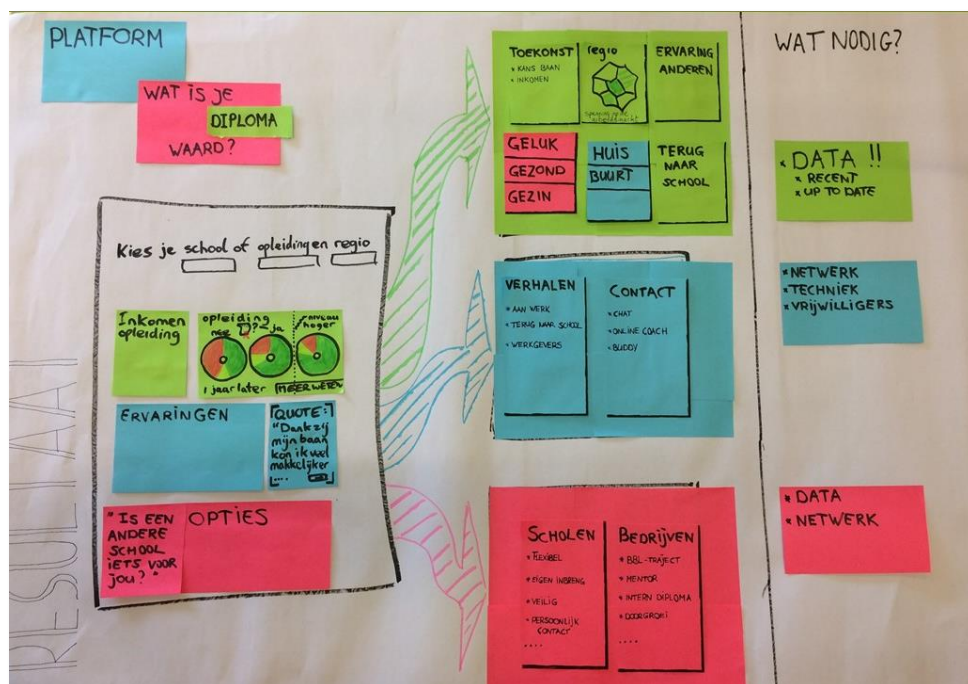 PLATFORM
WAT IS JE
DIPLOMA
WAARD?
Kies je school of opleiding en regio
Inkomen
opleiding
opleiding
nee D? ja
niveau
hoger
1 jaar later
MEER WETEN
ERVARINGEN
QUOTE:
"Dankzij
mijn baan
kon ik veel
makkelijker
....
"IS EEN
ANDERE
SCHOOL
IETS VOOR
JOU?"
OPTIES
RESULTAAT
TOEKONST
* KANS BAAN
* INKOMEN
regio
ERVARING
ANDEREN
GELUK
GEZOND
GEZIN
HUIS
BUURT
TERUG
NAAR
SCHOOL
VERHALEN
* AAN WERK
* TERUG NAAR SCHOOL
* WERKGEVERS
CONTACT
* CHAT
* ONLINE COACH
* BUDDY
SCHOLEN
* FLEXIBEL
* EIGEN INBRENG
* VEILIG
* PERSOONLIJK
CONTACT
....
BEDRIJVEN
* BBL-TRAJECT
* MENTOR
* INTERN DIPLOMA
* DOORGROEI
....
WAT NODIG?
* DATA !!
* RECENT
* UP TO DATE
* NETWERK
* TECHNIEK
* VRIJWILLIGERS
* DATA
* NETWERK